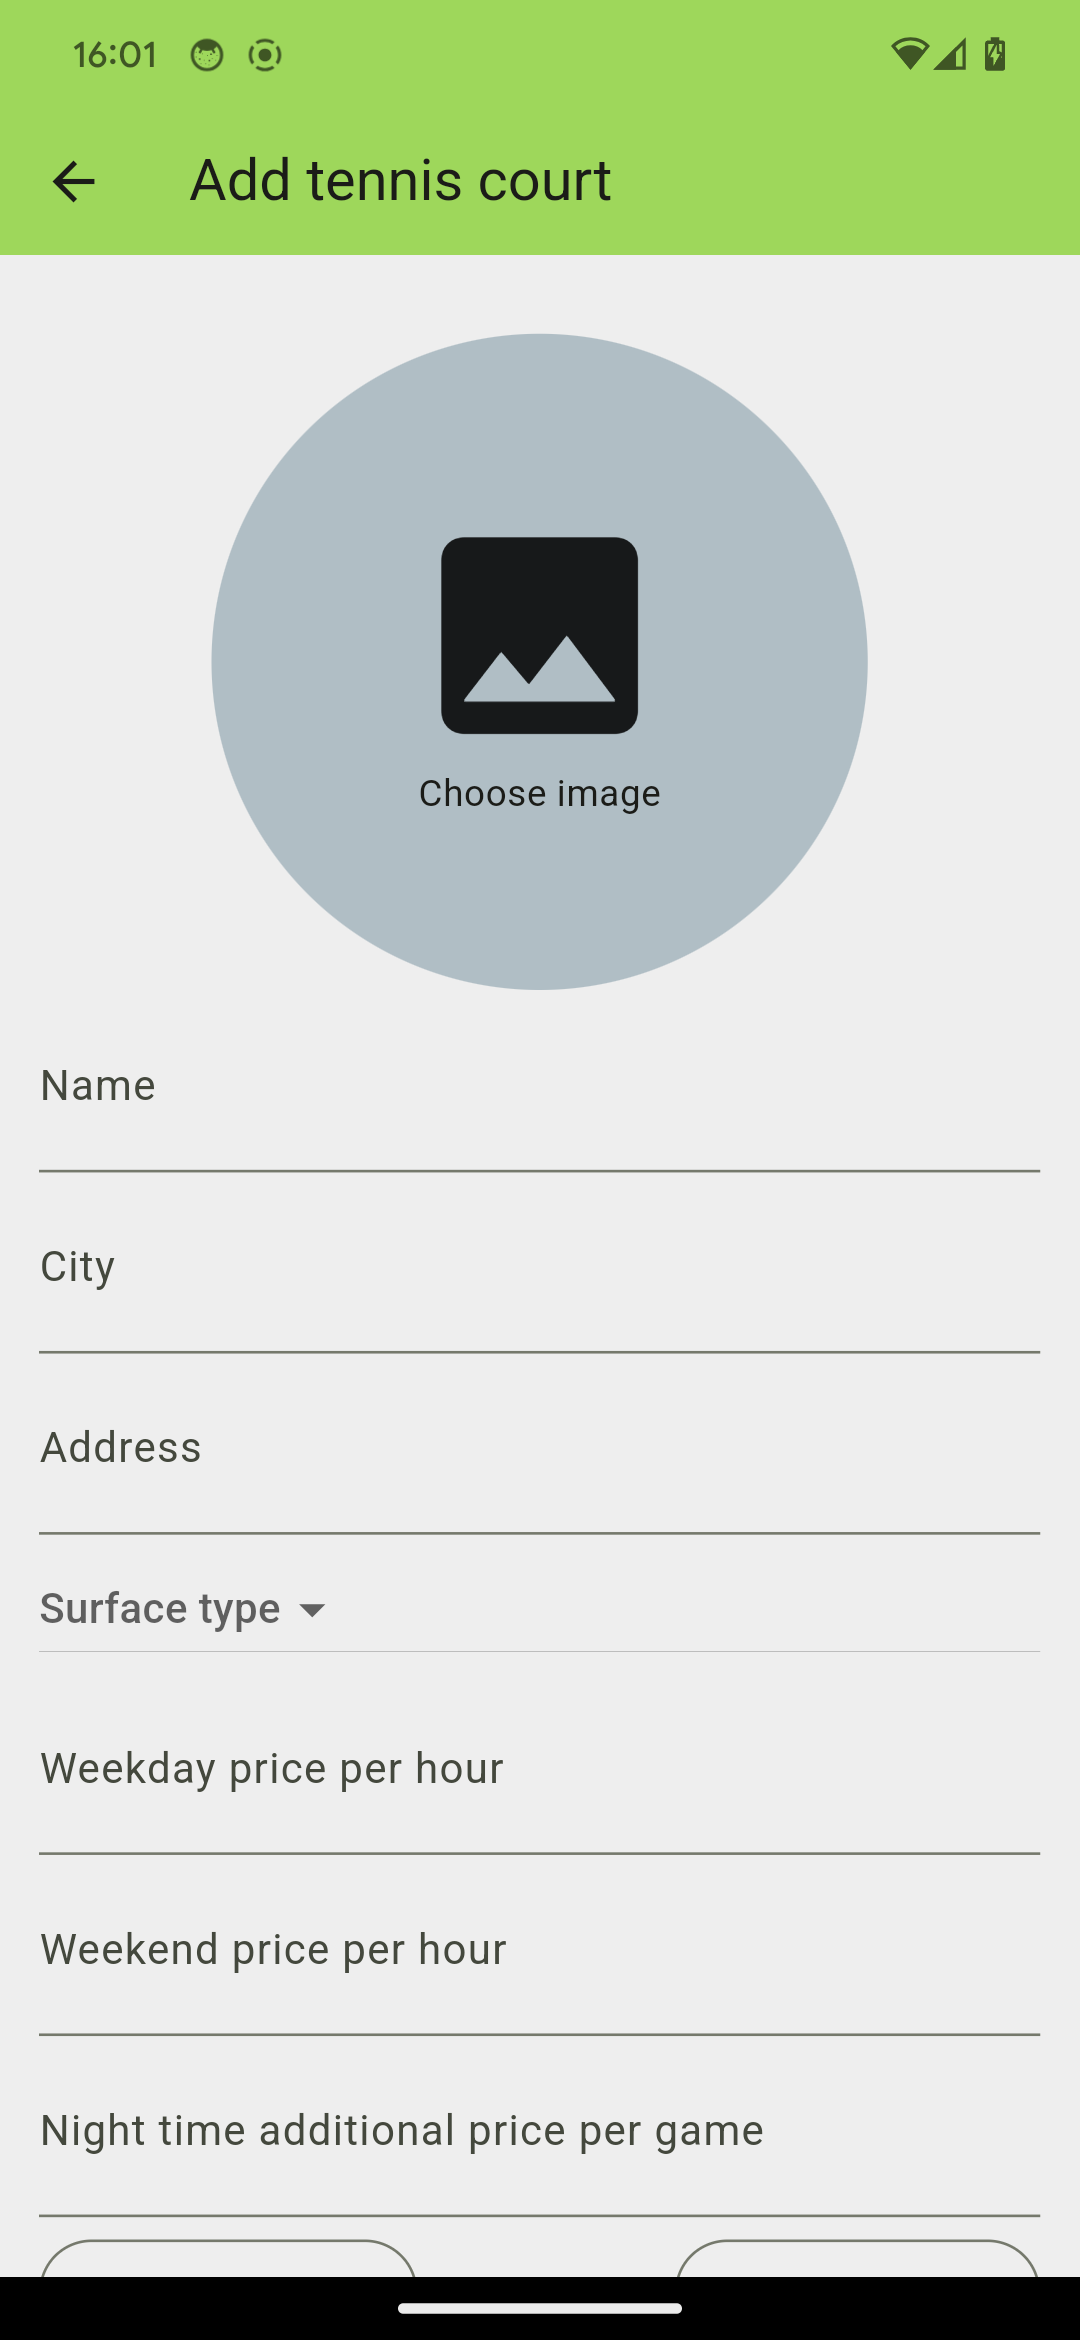 16:01
Add tennis court
Choose image
Name
City
Address
Surface type
Weekday price per hour
Weekend price per hour
Night time additional price per game